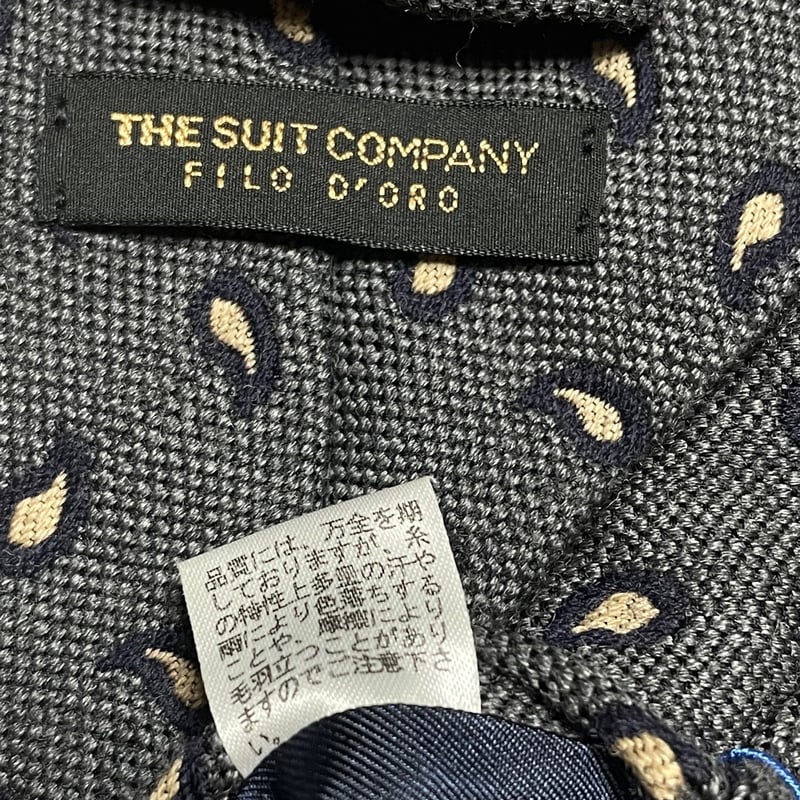 THE SUIT COMPANY
FILO D'ORO
品質には、万全を期
しておりますが、糸
の特性上、多量の汗や
により色落ちする
ことや、摩擦により
毛羽立つことがあり
ますのでご注意下さ
い。